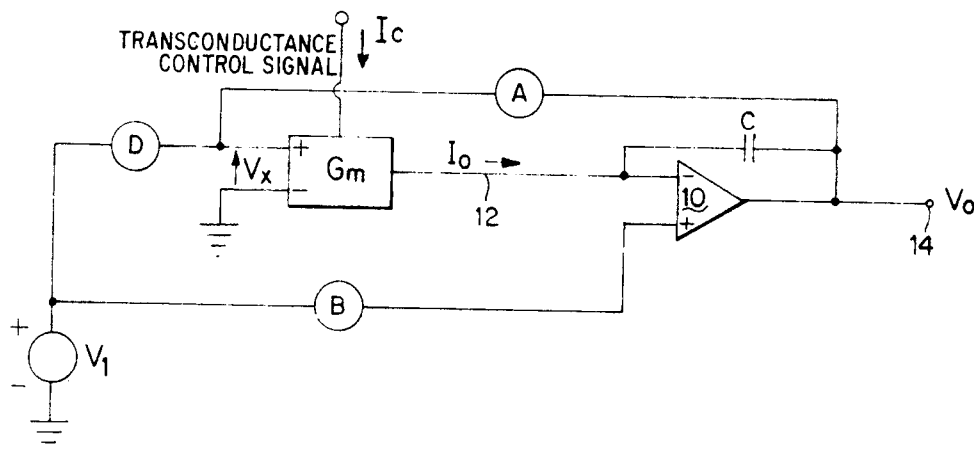 TRANSCONDUCTANCE
CONTROL SIGNAL
Ic
A
D
C
+
Gm
−
Vx
Io
12
−
10
+
Vo
14
B
+
V1
−